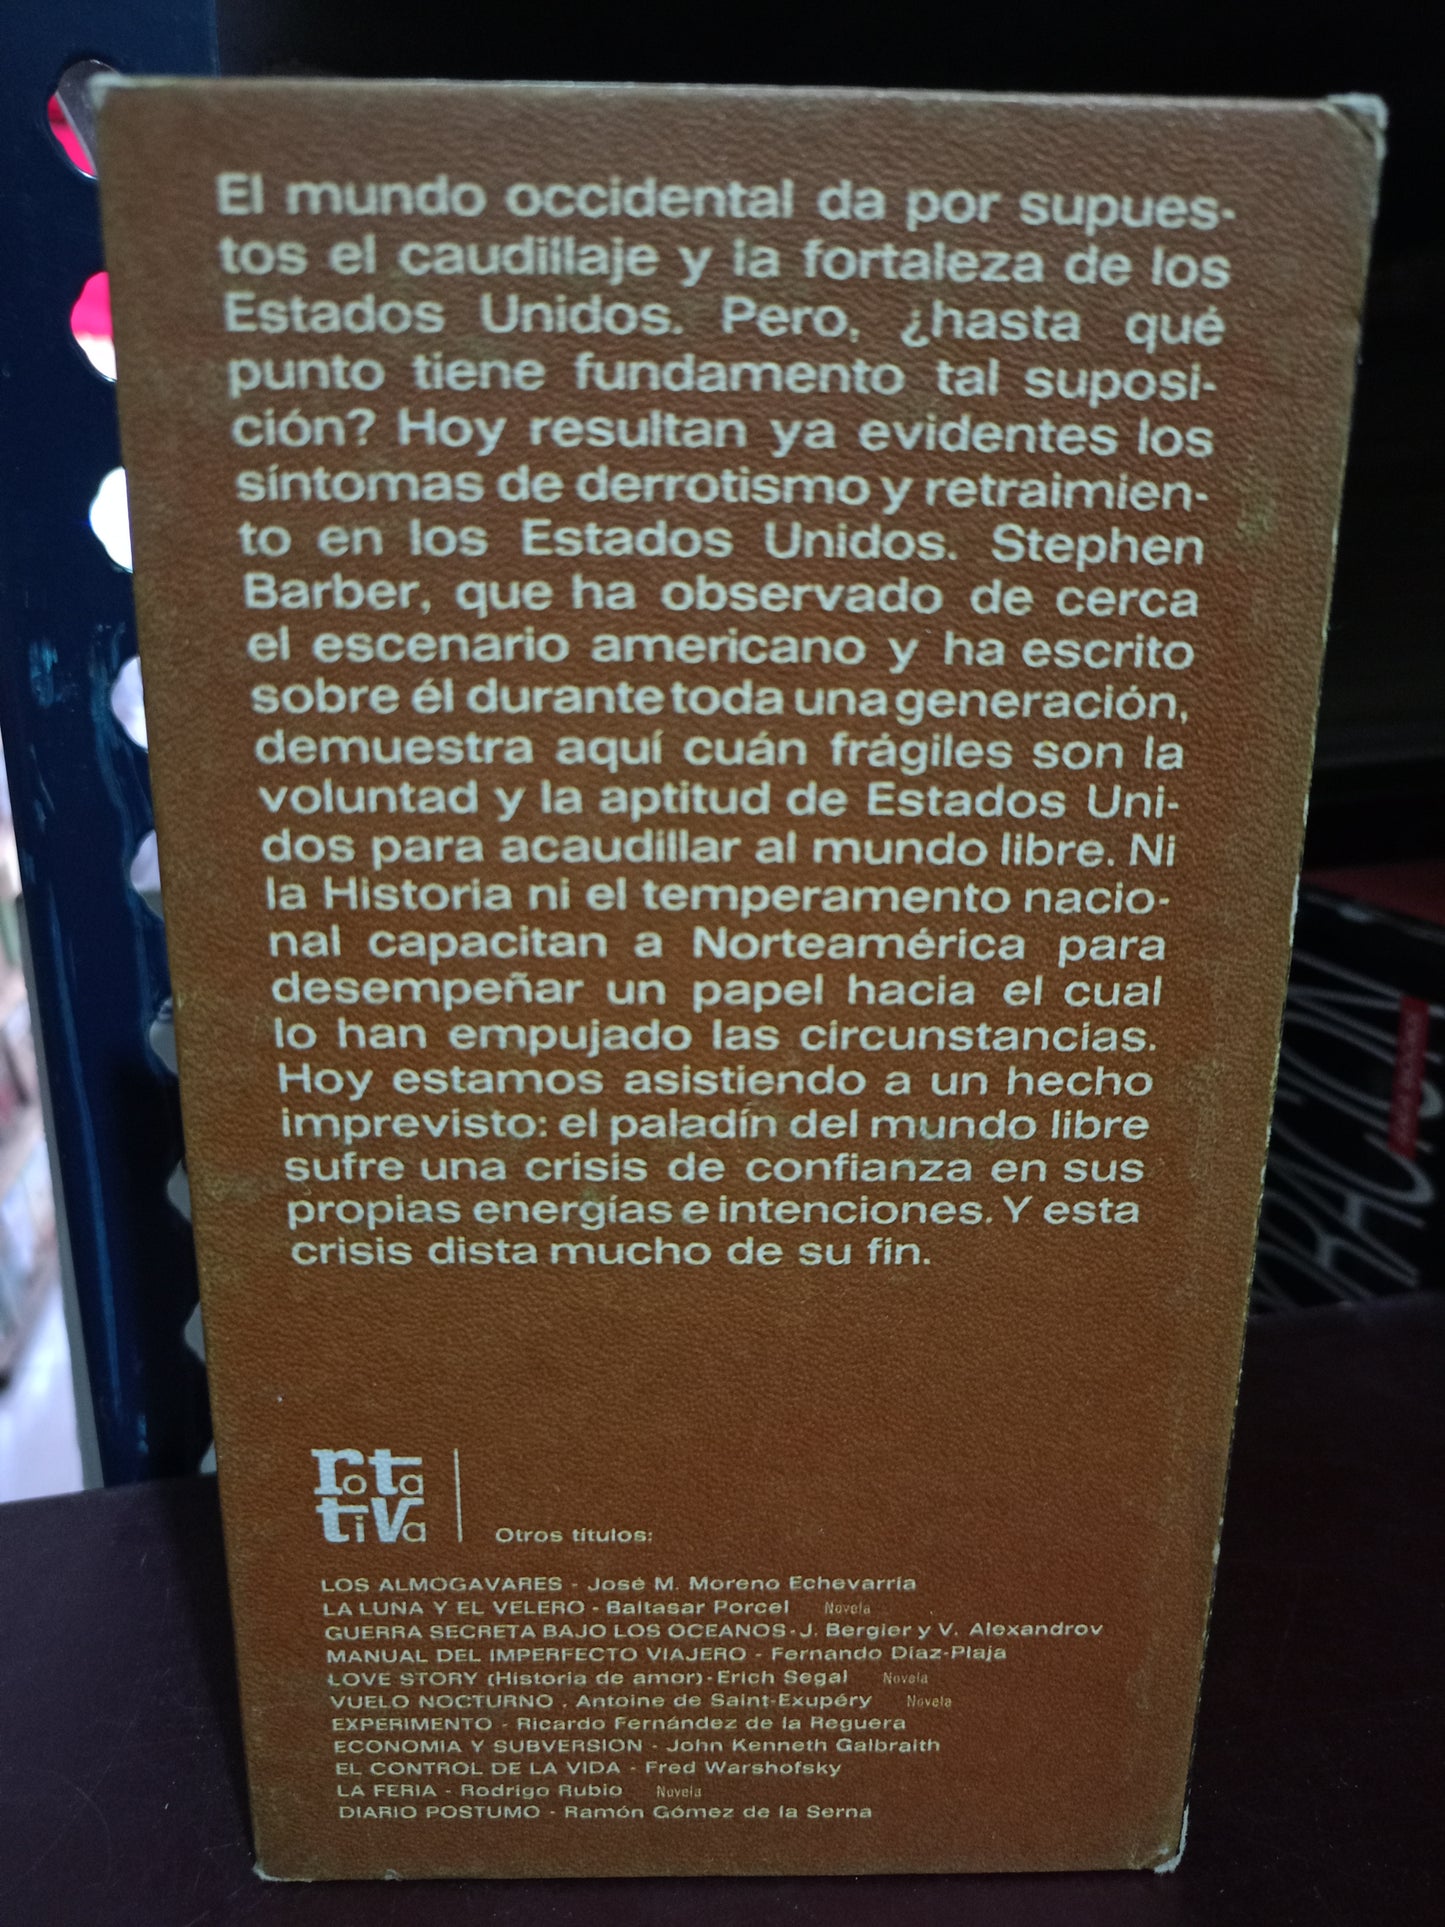 El mundo occidental da por supues-
tos el caudillaje y la fortaleza de los
Estados Unidos. Pero, ¿hasta qué
punto tiene fundamento tal suposi-
ción? Hoy resultan ya evidentes los
síntomas de derrotismo y retraimien-
to en los Estados Unidos. Stephen
Barber, que ha observado de cerca
el escenario americano y ha escrito
sobre él durante toda una generación,
demuestra aquí cuán frágiles son la
voluntad y la aptitud de Estados Uni-
dos para acaudillar al mundo libre. Ni
la Historia ni el temperamento nacio-
nal capacitan a Norteamérica para
desempeñar un papel hacia el cual
lo han empujado las circunstancias.
Hoy estamos asistiendo a un hecho
imprevisto: el paladín del mundo libre
sufre una crisis de confianza en sus
propias energías e intenciones. Y esta
crisis dista mucho de su fin.
rota
tiva
Otros títulos:
LOS ALMOGAVARES - José M. Moreno Echevarría
LA LUNA Y EL VELERO - Baltasar Porcel Novela
GUERRA SECRETA BAJO LOS OCEANOS - J. Bergier y V. Alexandrov
MANUAL DEL IMPERFECTO VIAJERO - Fernando Díaz-Plaja
LOVE STORY (Historia de amor) - Erich Segal Novela
VUELO NOCTURNO . Antoine de Saint-Exupéry Novela
EXPERIMENTO - Ricardo Fernández de la Reguera
ECONOMIA Y SUBVERSION - John Kenneth Galbraith
EL CONTROL DE LA VIDA - Fred Warshofsky
LA FERIA - Rodrigo Rubio Novela
DIARIO POSTUMO - Ramón Gómez de la Serna